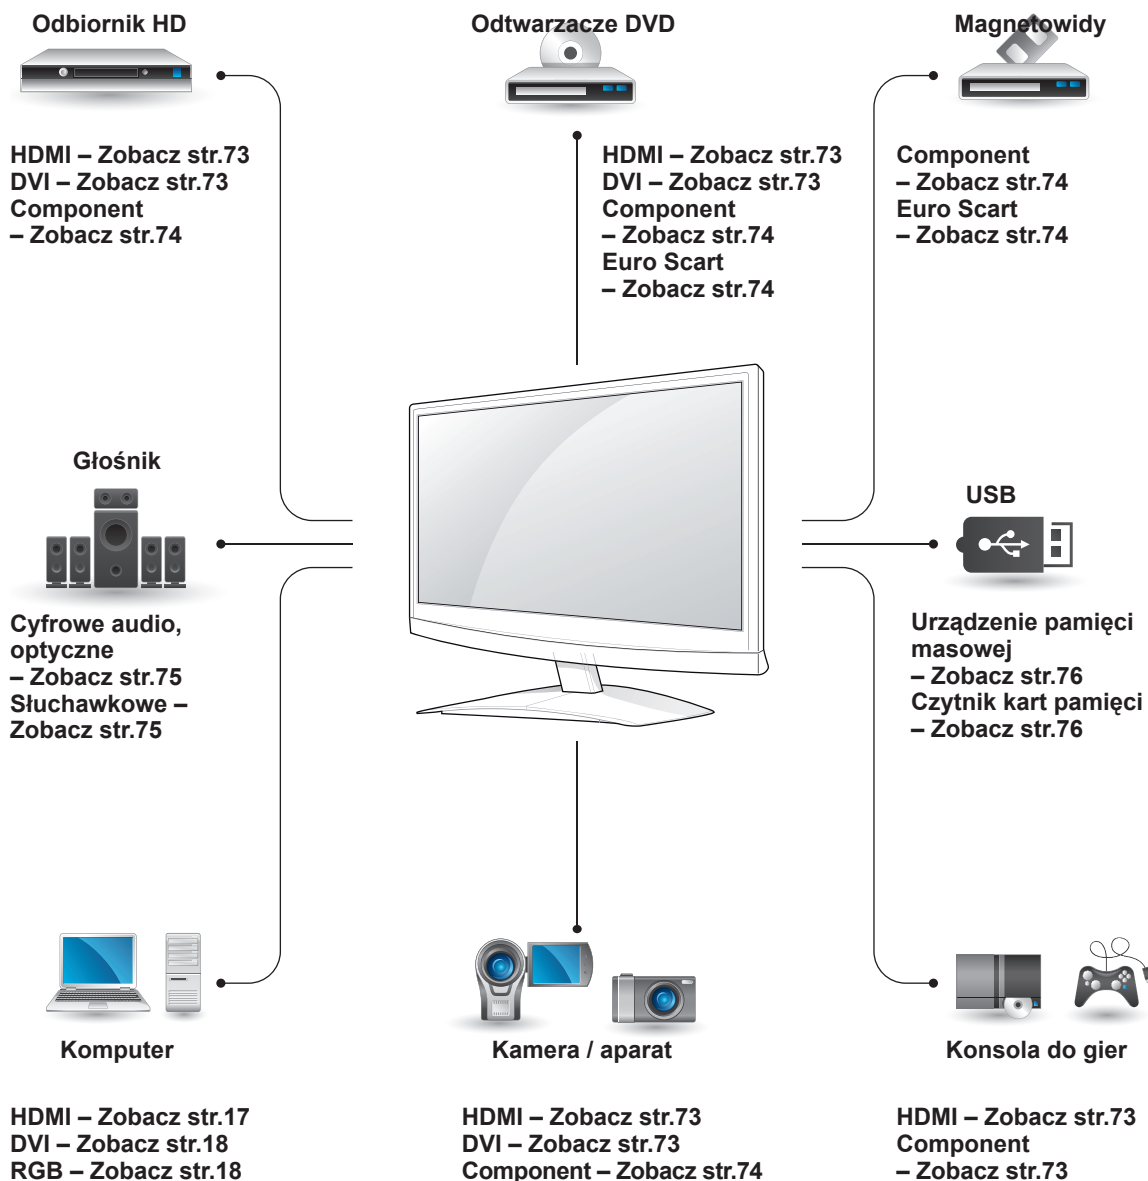 Odbiornik HD
HDMI – Zobacz str.73
DVI – Zobacz str.73
Component
– Zobacz str.74
Odtwarzacze DVD
HDMI – Zobacz str.73
DVI – Zobacz str.73
Component
– Zobacz str.74
Euro Scart
– Zobacz str.74
Magnetowidy
Component
– Zobacz str.74
Euro Scart
– Zobacz str.74
Głośnik
Cyfrowe audio,
optyczne
– Zobacz str.75
Słuchawkowe –
Zobacz str.75
USB
Urządzenie pamięci
masowej
– Zobacz str.76
Czytnik kart pamięci
– Zobacz str.76
Komputer
HDMI – Zobacz str.17
DVI – Zobacz str.18
RGB – Zobacz str.18
Kamera / aparat
HDMI – Zobacz str.73
DVI – Zobacz str.73
Component – Zobacz str.74
Konsola do gier
HDMI – Zobacz str.73
Component
– Zobacz str.73